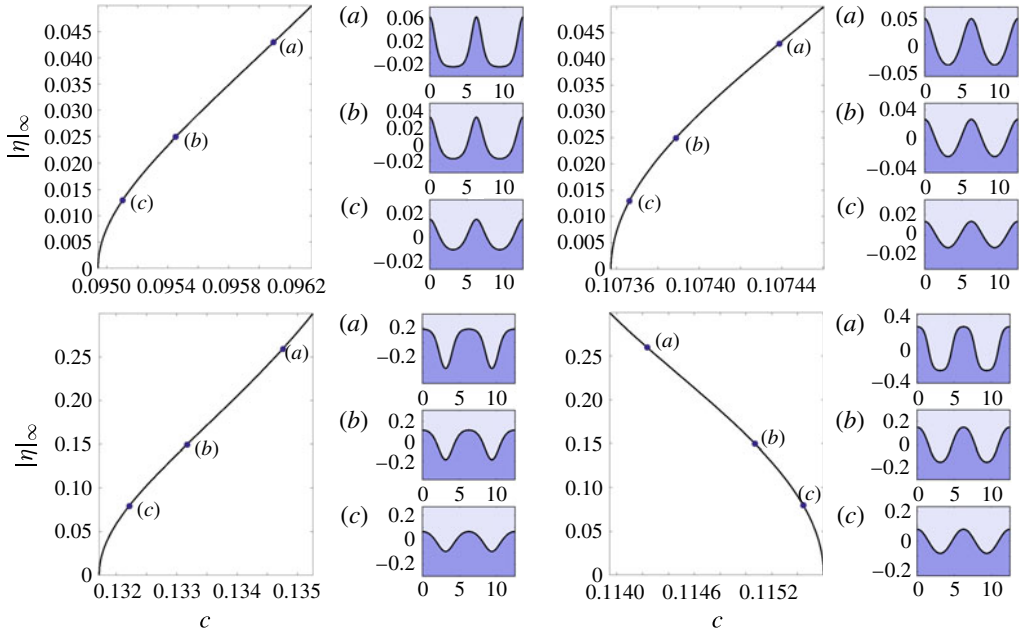 0.045
0.040
0.035
0.030
0.025
0.020
0.015
0.010
0.005
0
|η|∞
(a)
(b)
(c)
0.0950 0.0954 0.0958 0.0962
(a)
0.06
0.02
−0.02
0 5 10
(b)
0.04
0.02
0
−0.02
0 5 10
(c)
0.02
0
−0.02
0 5 10
0.045
0.040
0.035
0.030
0.025
0.020
0.015
0.010
0.005
0
(a)
(b)
(c)
0.10736 0.10740 0.10744
(a)
0.05
0
−0.05
0 5 10
(b)
0.04
0
−0.04
0 5 10
(c)
0.02
0
−0.02
0 5 10
0.25
0.20
0.15
0.10
0.05
0
|η|∞
(a)
(b)
(c)
0.132 0.133 0.134 0.135
c
(a)
0.2
−0.2
0 5 10
(b)
0.2
0
−0.2
0 5 10
(c)
0.2
0
−0.2
0 5 10
0.25
0.20
0.15
0.10
0.05
0
(a)
(b)
(c)
0.1140 0.1146 0.1152
c
(a)
0.4
0
−0.4
0 5 10
(b)
0.2
0
−0.2
0 5 10
(c)
0.2
0
−0.2
0 5 10